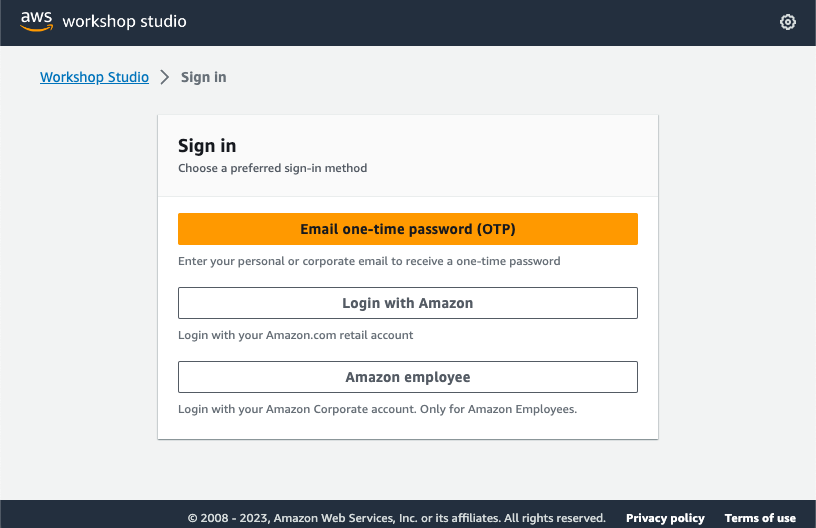 aws workshop studio
Workshop Studio > Sign in
Sign in
Choose a preferred sign-in method
Email one-time password (OTP)
Enter your personal or corporate email to receive a one-time password
Login with Amazon
Login with your Amazon.com retail account
Amazon employee
Login with your Amazon Corporate account. Only for Amazon Employees.
© 2008 - 2023, Amazon Web Services, Inc. or its affiliates. All rights reserved. Privacy policy Terms of use